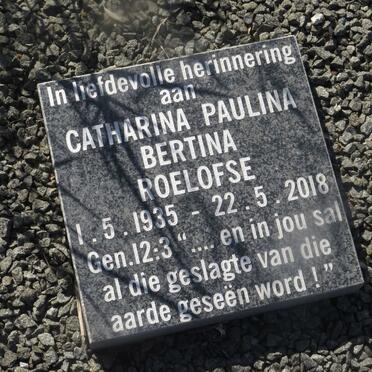 In liefdevolle herinnering
aan
CATHARINA PAULINA
BERTINA
ROELOFSE
1 . 5 . 1935 - 22 . 5 . 2018
Gen.12:3 “.... en in jou sal
al die geslagte van die
aarde geseën word !”